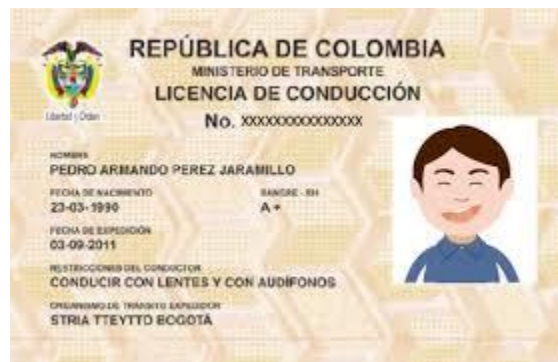 REPÚBLICA DE COLOMBIA
MINISTERIO DE TRANSPORTE
LICENCIA DE CONDUCCIÓN
Libertad y Orden
No. XXXXXXXXXXXXXXX
NOMBRE
PEDRO ARMANDO PEREZ JARAMILLO
FECHA DE NACIMIENTO SANGRE - RH
23-03-1990 A +
FECHA DE EXPEDICIÓN
03-09-2011
RESTRICCIONES DEL CONDUCTOR
CONDUCIR CON LENTES Y CON AUDÍFONOS
ORGANISMO DE TRANSITO EXPEDIDOR
STRIA TTEYTTO BOGOTÁ